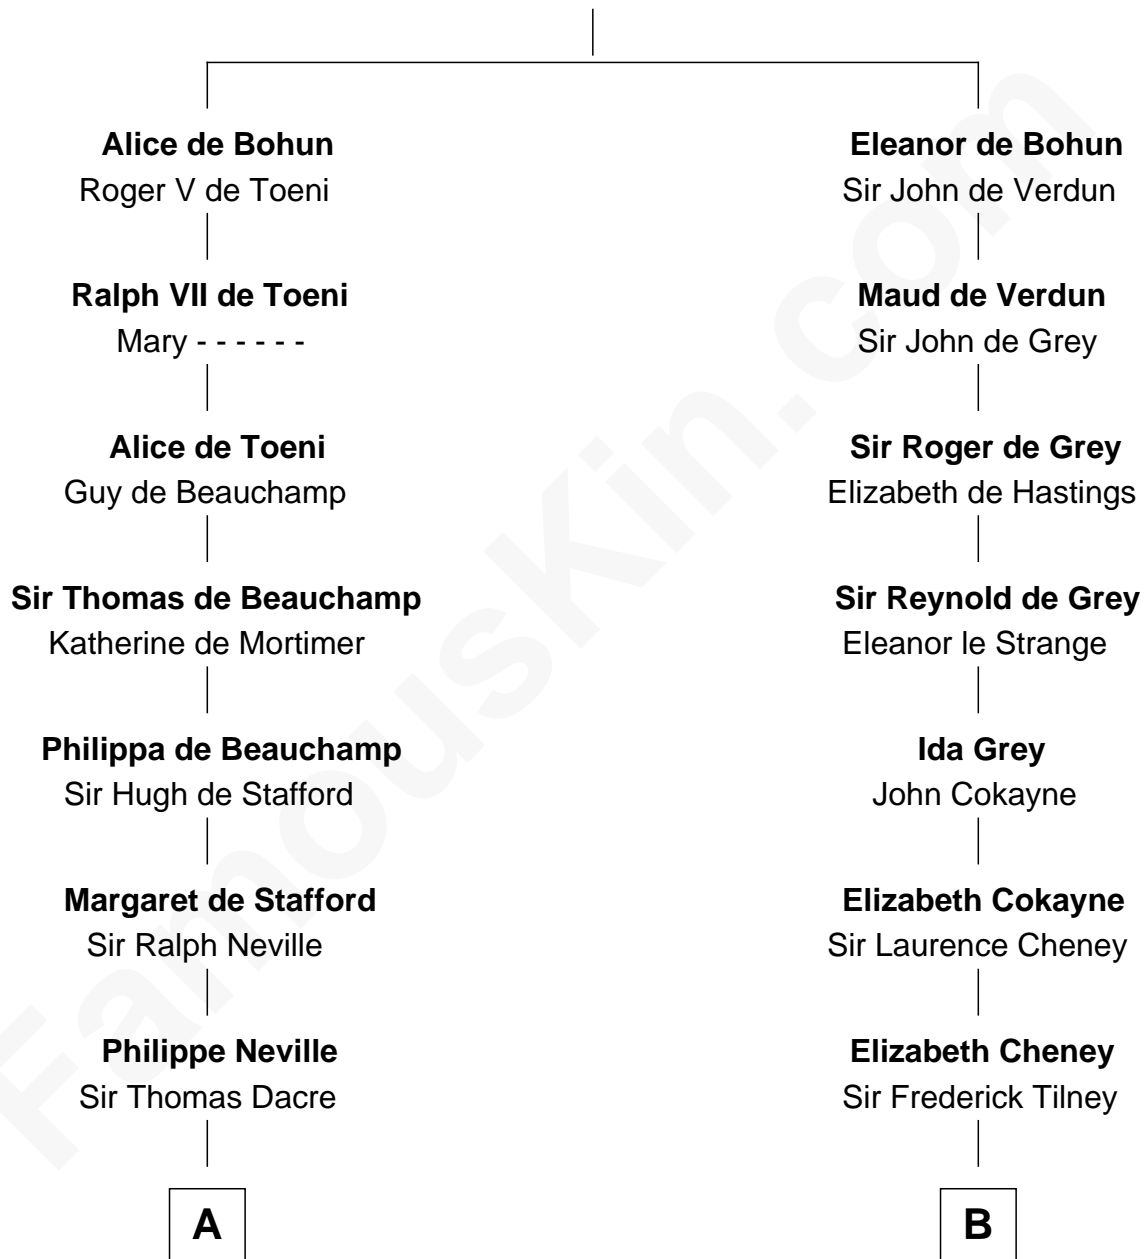 Alice de Bohun
Roger V de Toeni
Ralph VII de Toeni
Mary - - - - - -
Alice de Toeni
Guy de Beauchamp
Sir Thomas de Beauchamp
Katherine de Mortimer
Philippa de Beauchamp
Sir Hugh de Stafford
Margaret de Stafford
Sir Ralph Neville
Philippe Neville
Sir Thomas Dacre
A
Eleanor de Bohun
Sir John de Verdun
Maud de Verdun
Sir John de Grey
Sir Roger de Grey
Elizabeth de Hastings
Sir Reynold de Grey
Eleanor le Strange
Ida Grey
John Cokayne
Elizabeth Cokayne
Sir Laurence Cheney
Elizabeth Cheney
Sir Frederick Tilney
B
FamousKin.com